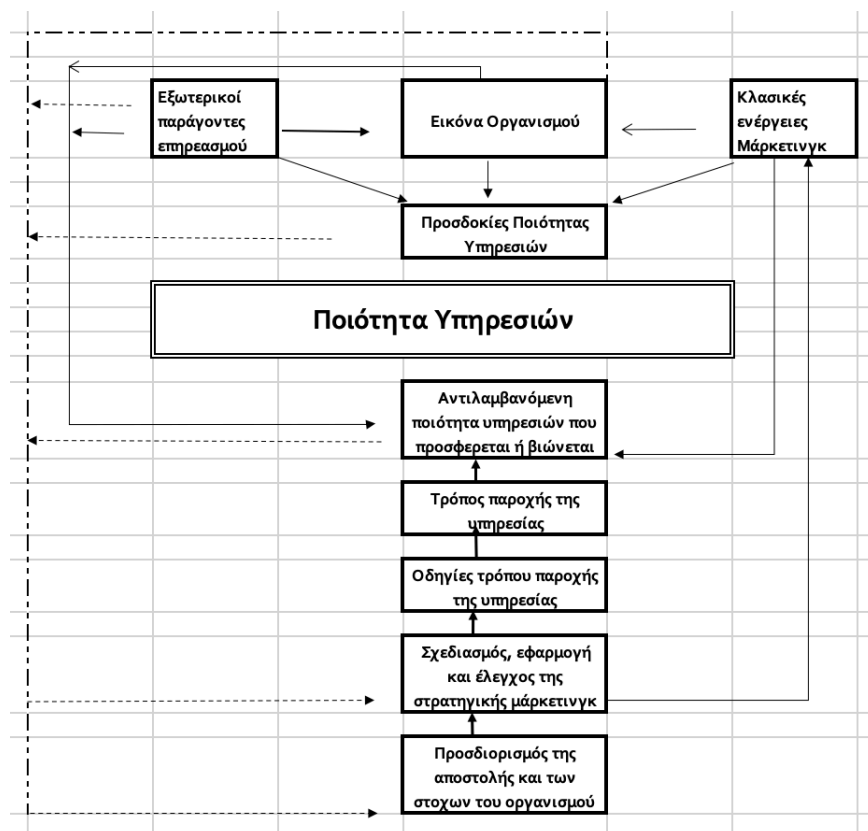 Εξωτερικοί
παράγοντες
επηρεασμού
Εικόνα Οργανισμού
Κλασικές
ενέργειες
Μάρκετινγκ
Προσδοκίες Ποιότητας
Υπηρεσιών
Ποιότητα Υπηρεσιών
Αντιλαμβανόμενη
ποιότητα υπηρεσιών που
προσφερεται ή βιώνεται
Τρόπος παροχής της
υπηρεσίας
Οδηγίες τρόπου παροχής
της υπηρεσίας
Σχεδιασμός, εφαρμογή
και έλεγχος της
στρατηγικής μάρκετινγκ
Προσδιορισμός της
αποστολής και των
στοχων του οργανισμού